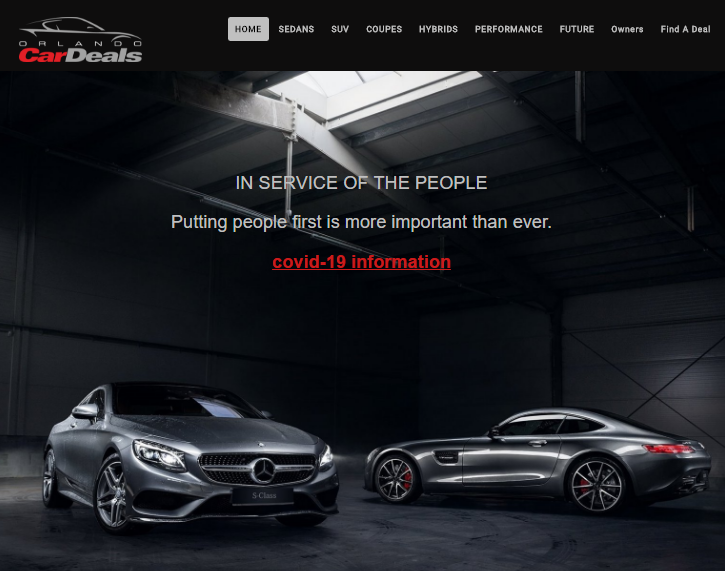 ORLANDO
CarDeals
HOME SEDANS SUV COUPES HYBRIDS PERFORMANCE FUTURE Owners Find A Deal
IN SERVICE OF THE PEOPLE
Putting people first is more important than ever.
covid-19 information
S-Class